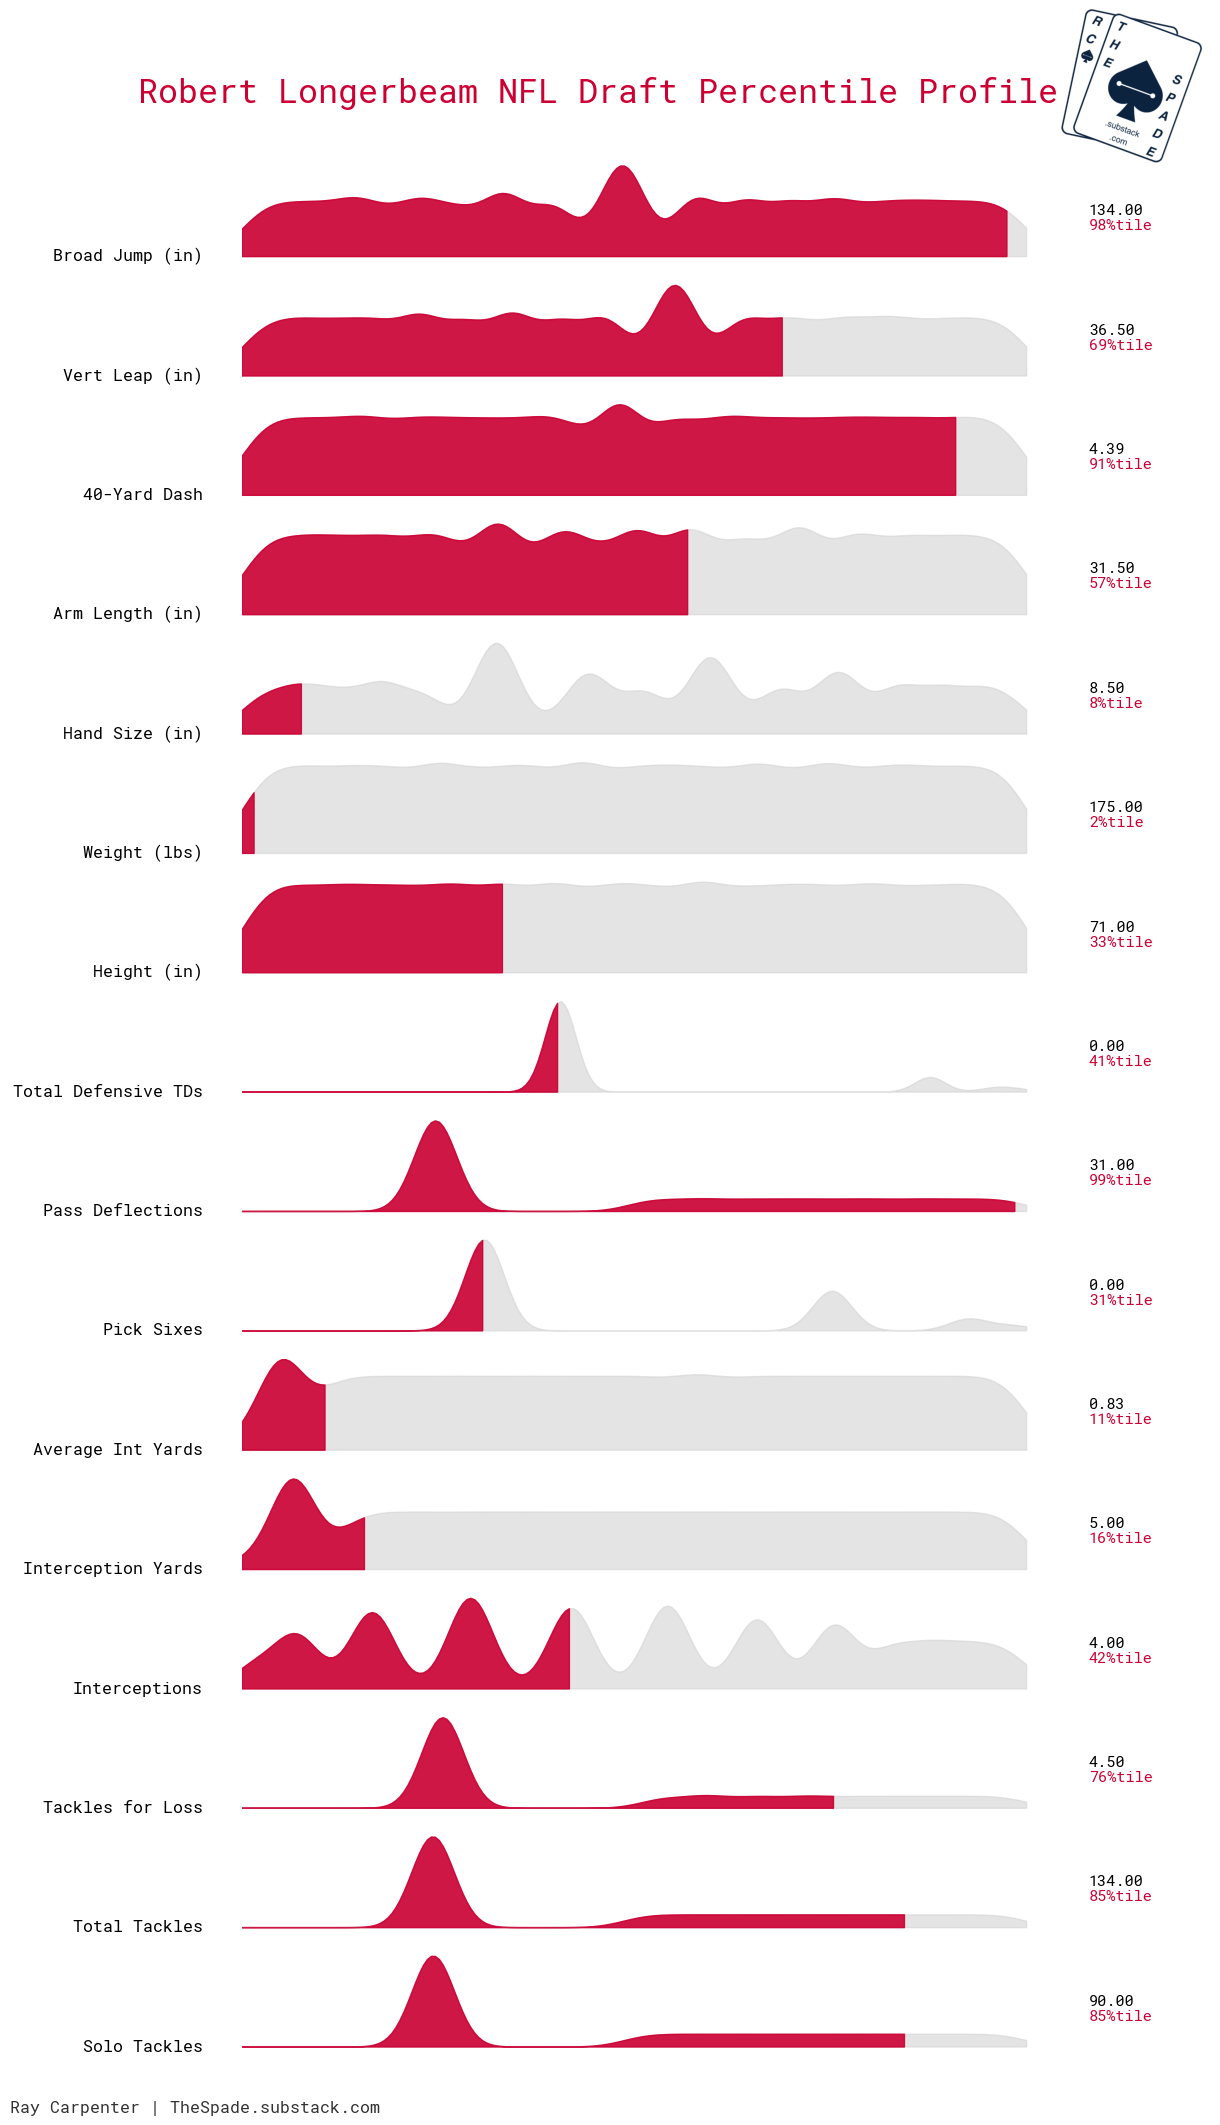 R
C
T
H
E
S
P
A
D
E
.substack
.com
Robert Longerbeam NFL Draft Percentile Profile
134.00
98%tile
Broad Jump (in)
36.50
69%tile
Vert Leap (in)
4.39
91%tile
40-Yard Dash
31.50
57%tile
Arm Length (in)
8.50
8%tile
Hand Size (in)
175.00
2%tile
Weight (lbs)
71.00
33%tile
Height (in)
0.00
41%tile
Total Defensive TDs
31.00
99%tile
Pass Deflections
0.00
31%tile
Pick Sixes
0.83
11%tile
Average Int Yards
5.00
16%tile
Interception Yards
4.00
42%tile
Interceptions
4.50
76%tile
Tackles for Loss
134.00
85%tile
Total Tackles
90.00
85%tile
Solo Tackles
Ray Carpenter | TheSpade.substack.com